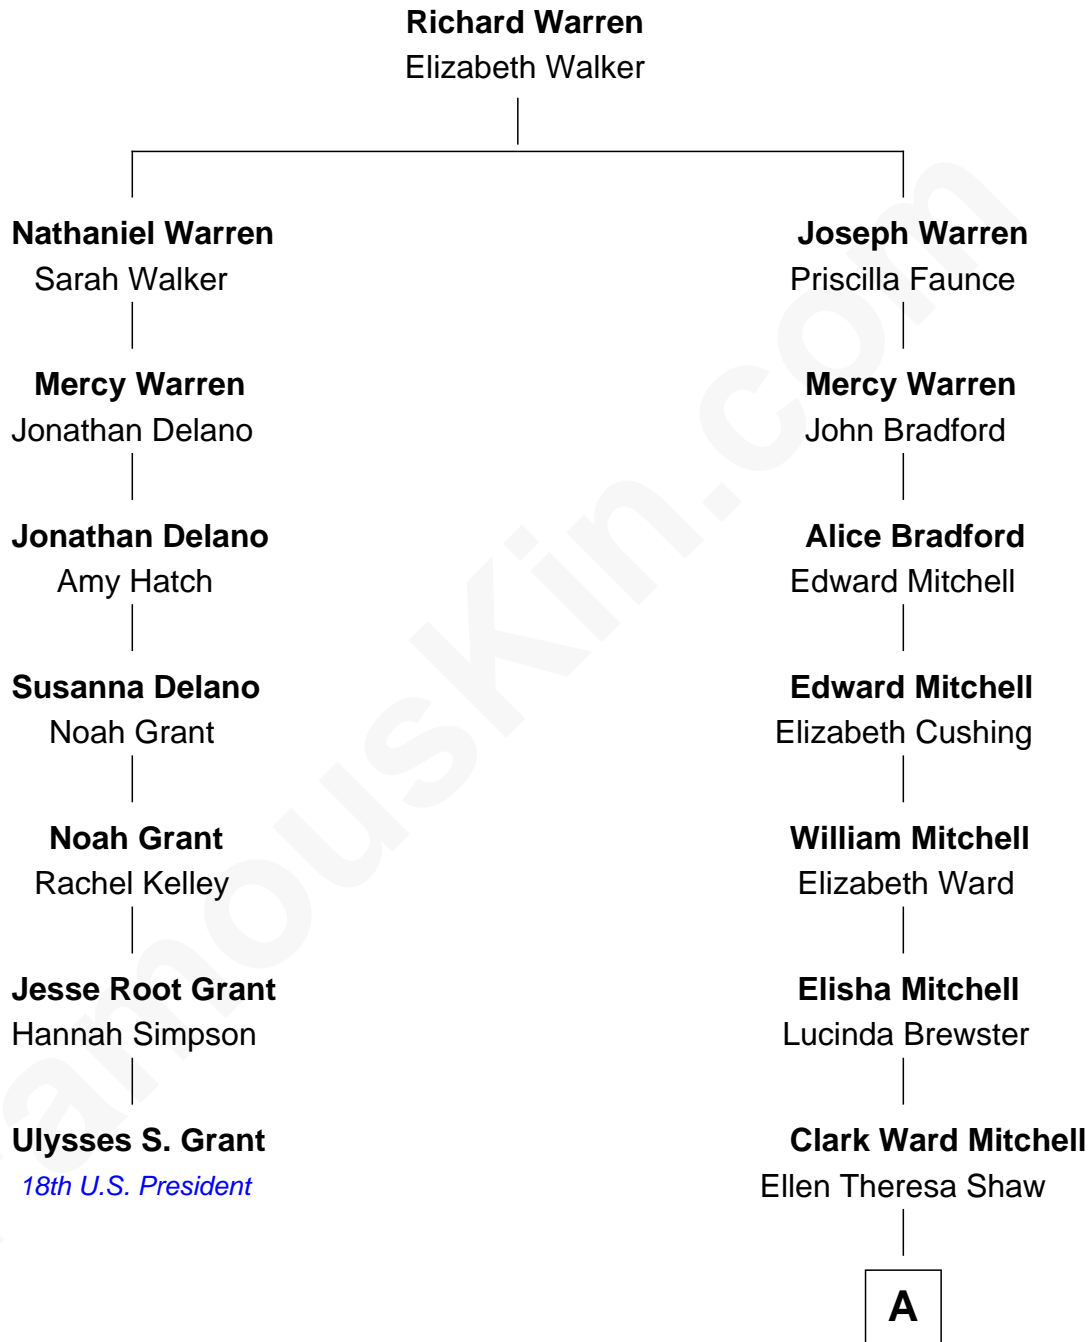 Richard Warren
Elizabeth Walker
Nathaniel Warren
Sarah Walker
Joseph Warren
Priscilla Faunce
Mercy Warren
Jonathan Delano
Mercy Warren
John Bradford
Jonathan Delano
Amy Hatch
Alice Bradford
Edward Mitchell
Susanna Delano
Noah Grant
Edward Mitchell
Elizabeth Cushing
Noah Grant
Rachel Kelley
William Mitchell
Elizabeth Ward
Jesse Root Grant
Hannah Simpson
Elisha Mitchell
Lucinda Brewster
Ulysses S. Grant
18th U.S. President
Clark Ward Mitchell
Ellen Theresa Shaw
A
FamousKin.com